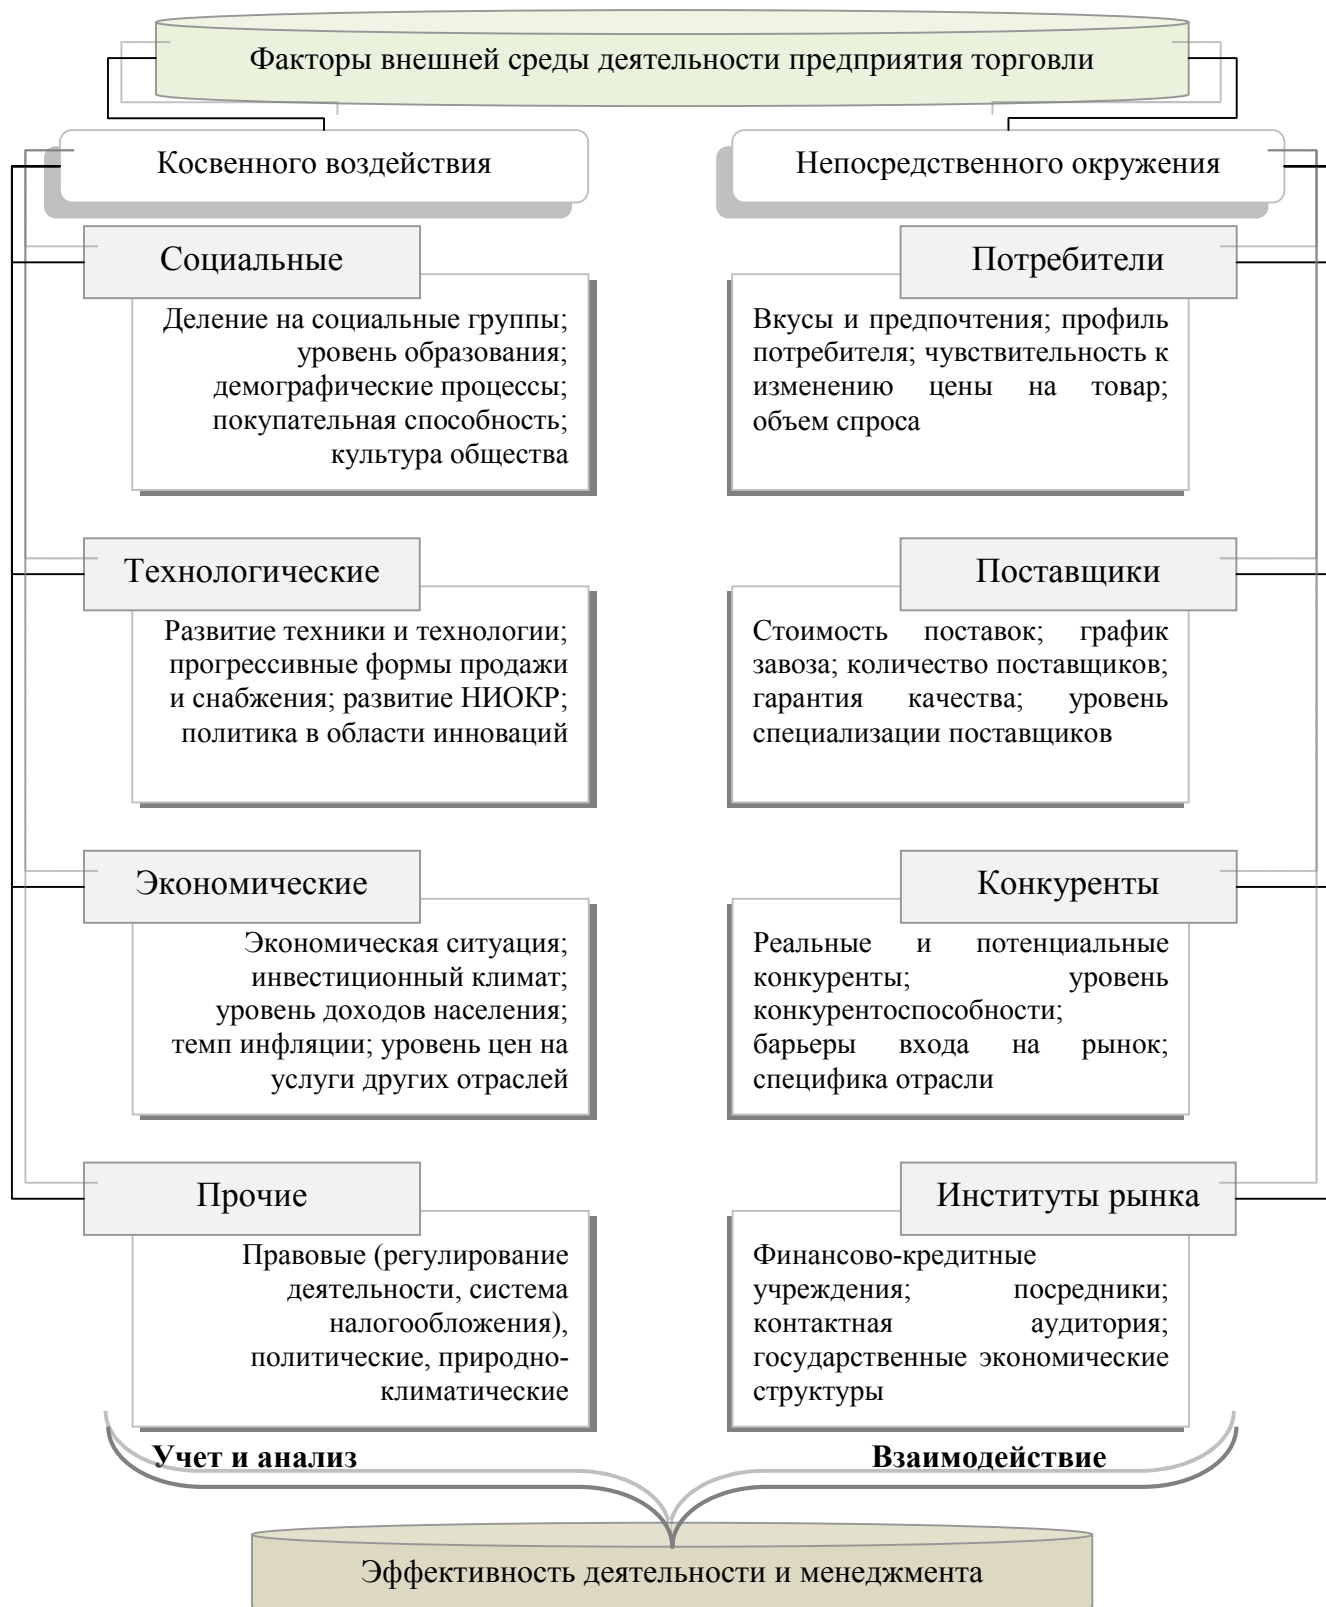 Факторы внешней среды деятельности предприятия торговли
Косвенного воздействия
Непосредственного окружения
Социальные
Деление на социальные группы;
уровень образования;
демографические процессы;
покупательная способность;
культура общества
Потребители
Вкусы и предпочтения; профиль
потребителя; чувствительность к
изменению цены на товар;
объем спроса
Технологические
Развитие техники и технологии;
прогрессивные формы продажи
и снабжения; развитие НИОКР;
политика в области инноваций
Поставщики
Стоимость поставок; график
завоза; количество поставщиков;
гарантия качества; уровень
специализации поставщиков
Экономические
Экономическая ситуация;
инвестиционный климат;
уровень доходов населения;
темп инфляции; уровень цен на
услуги других отраслей
Конкуренты
Реальные и потенциальные
конкуренты; уровень
конкурентоспособности;
барьеры входа на рынок;
специфика отрасли
Прочие
Правовые (регулирование
деятельности, система
налогообложения),
политические, природно-
климатические
Институты рынка
Финансово-кредитные
учреждения; посредники;
контактная аудитория;
государственные экономические
структуры
Учет и анализ
Взаимодействие
Эффективность деятельности и менеджмента